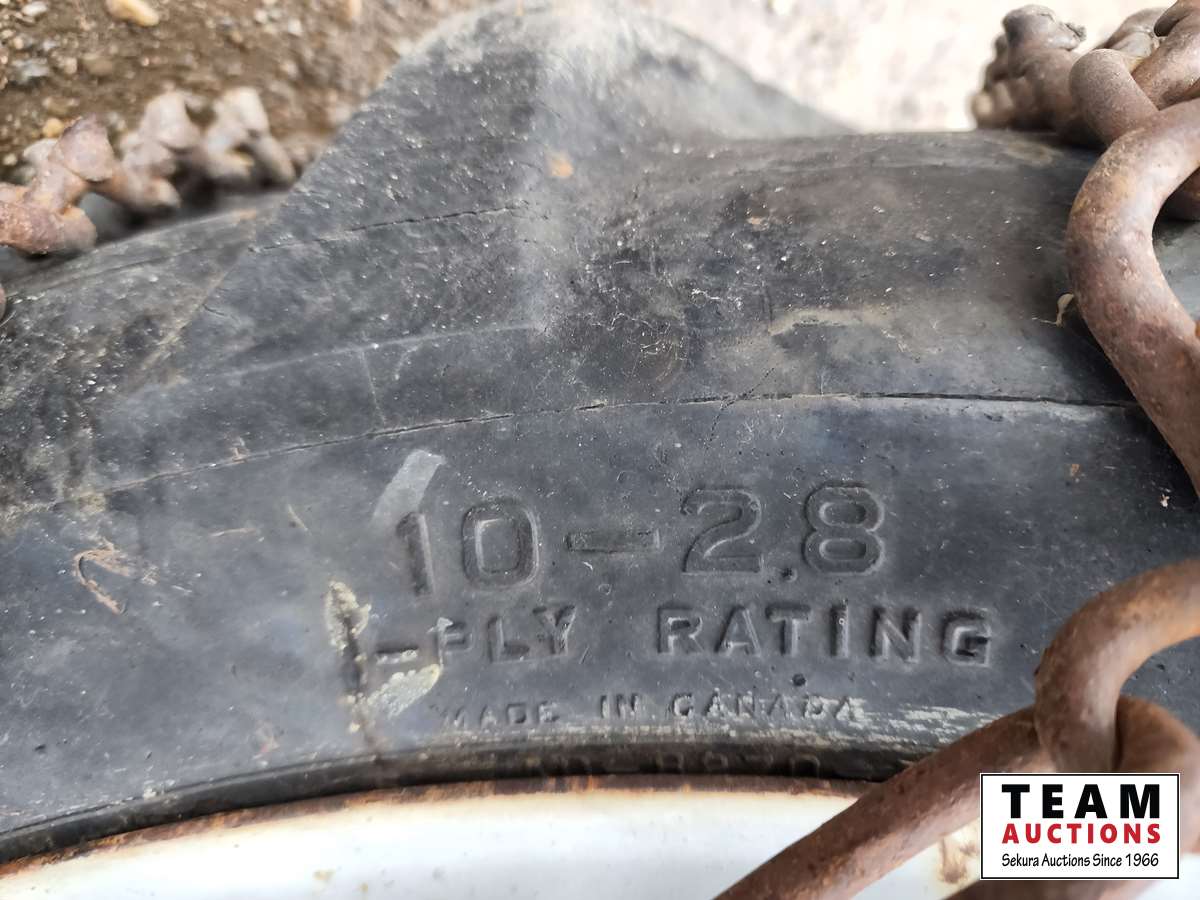 10-28
-PLY RATING
MADE IN CANADA
TEAM
AUCTIONS
Sekura Auctions Since 1966